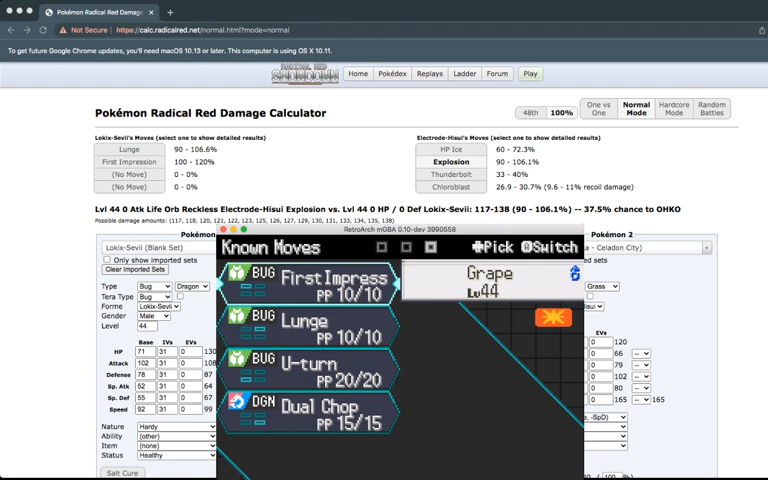 Pokémon Radical Red Damage C
Not Secure
https://calc.radicalred.net/normal.html?mode=normal
To get future Google Chrome updates, you'll need macOS 10.13 or later. This computer is using OS X 10.11.
RADICAL RED
SHOWDOWN
Home
Pokédex
Replays
Ladder
Forum
Play
Pokémon Radical Red Damage Calculator
48th
100%
One vs One
Normal Mode
Hardcore Mode
Random Battles
Lokix-Sevii's Moves (select one to show detailed results)
Lunge 90 - 106.6%
First Impression 100 - 120%
(No Move) 0 - 0%
(No Move) 0 - 0%
Electrode-Hisui's Moves (select one to show detailed results)
HP Ice 60 - 72.3%
Explosion 90 - 106.1%
Thunderbolt 33 - 40%
Chloroblast 26.9 - 30.7% (9.6 - 11% recoil damage)
Lvl 44 0 Atk Life Orb Reckless Electrode-Hisui Explosion vs. Lvl 44 0 HP / 0 Def Lokix-Sevii: 117-138 (90 - 106.1%) -- 37.5% chance to OHKO
Possible damage amounts: (117, 118, 120, 121, 122, 123, 125, 126, 127, 129, 130, 131, 133, 134, 135, 138)
Pokémon
Lokix-Sevii (Blank Set)
Only show imported sets
Clear Imported Sets
Type Bug Dragon
Tera Type Bug
Forme Lokix-Sevii
Gender Male
Level 44
Base IVs EVs
HP 71 31 0 130
Attack 102 31 0 108
Defense 78 31 0 87
Sp. Atk 52 31 0 64
Sp. Def 55 31 0 67
Speed 92 31 0 99
Nature Hardy
Ability (other)
Item (none)
Status Healthy
Salt Cure
RetroArch mGBA 0.10-dev 3990558
Known Moves
Pick
Switch
BUG FirstImpress
PP 10/10
BUG Lunge
PP 10/10
BUG U-turn
PP 20/20
DGN Dual Chop
PP 15/15
Grape
Lv44
Pokémon 2
a - Celadon City)
ed sets
Grass
EVs
0 120
0 -- 66
0 -- 79
0 -- 102
0 -- 80
0 165 -- 165
, -SpD)
100